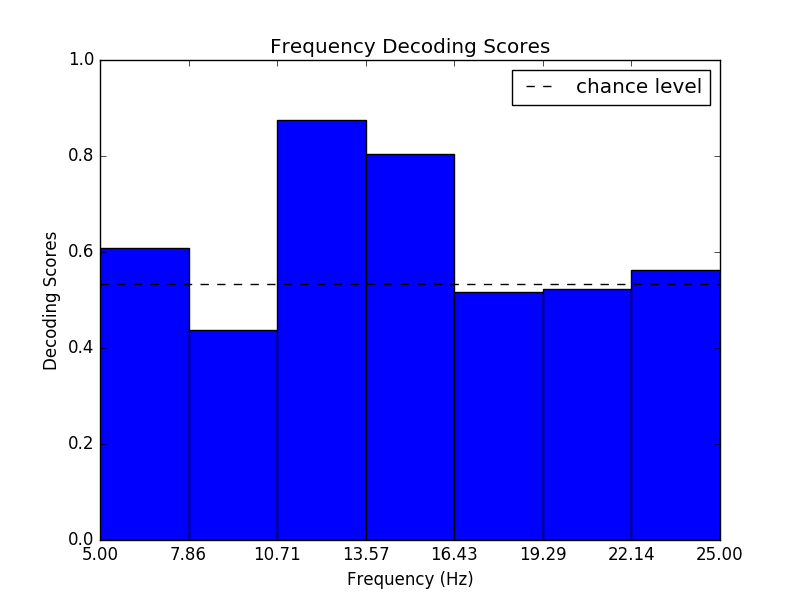 Frequency Decoding Scores
chance level
1.0
0.8
0.6
0.4
0.2
0.0
Decoding Scores
5.00 7.86 10.71 13.57 16.43 19.29 22.14 25.00
Frequency (Hz)